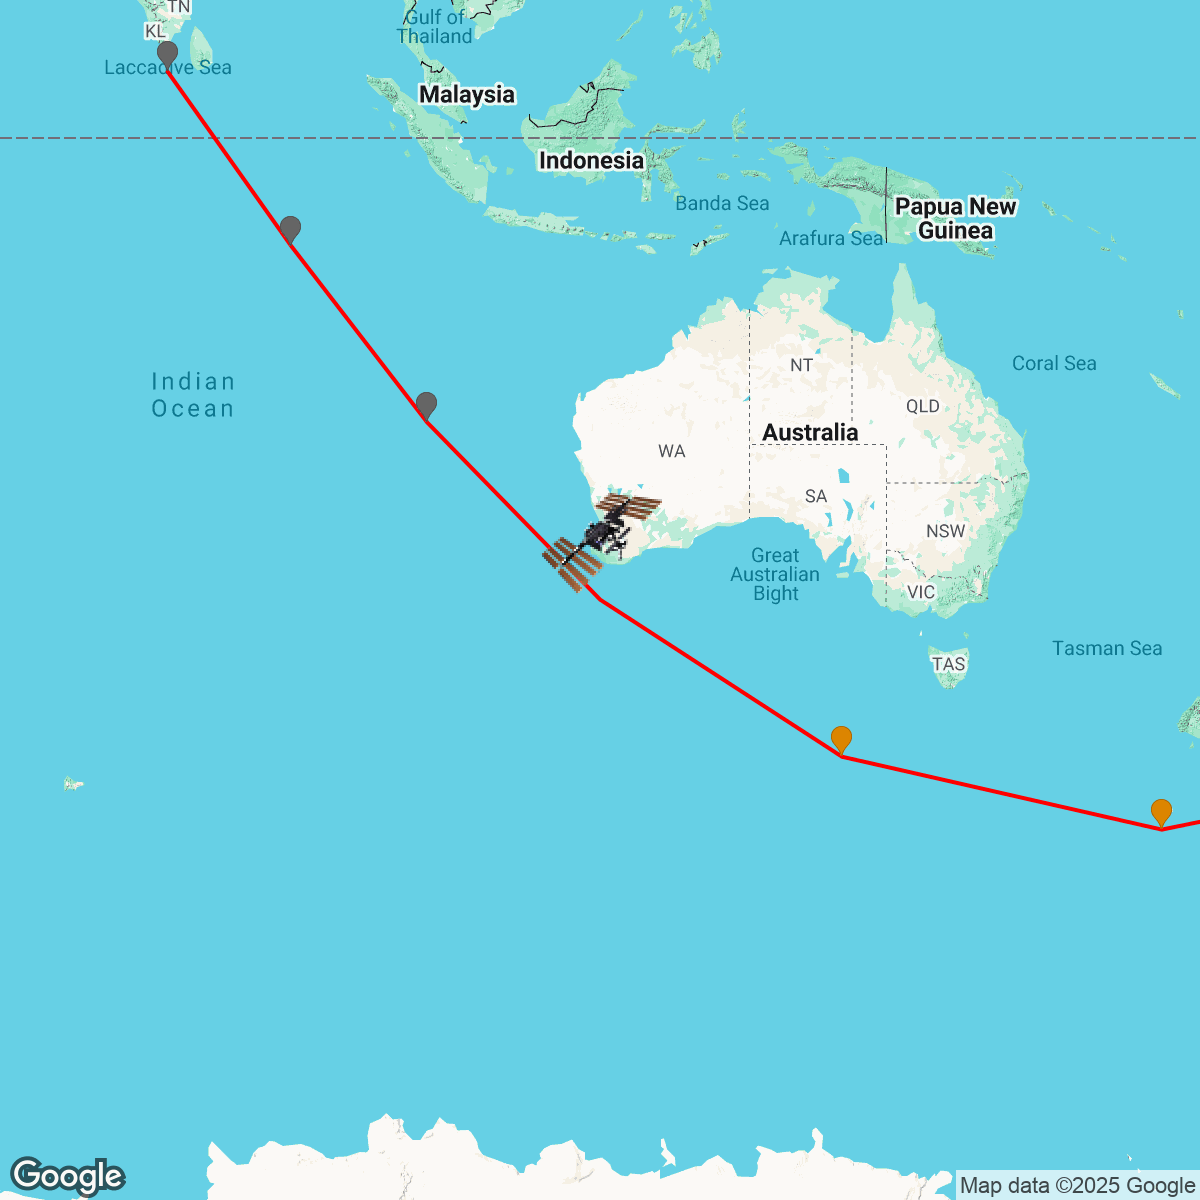 TN
KL
Gulf of
Thailand
Laccadive Sea
Malaysia
Indonesia
Banda Sea
Papua New
Guinea
Arafura Sea
Indian
Ocean
NT
Coral Sea
QLD
Australia
WA
SA
NSW
Great
Australian
Bight
VIC
Tasman Sea
TAS
Google
Map data ©2025 Google